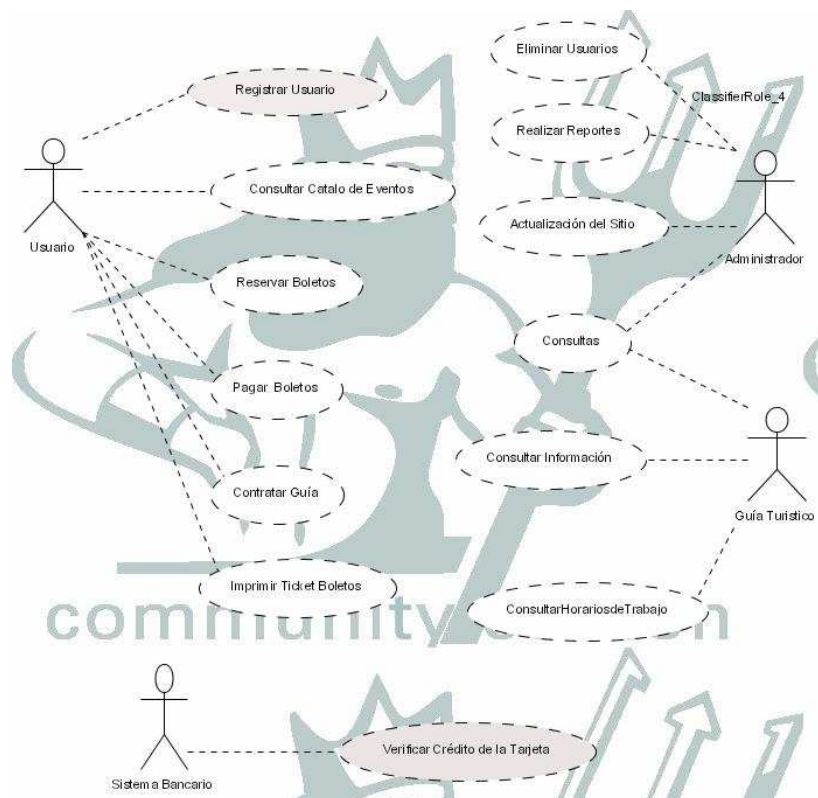 Eliminar Usuarios
Registrar Usuario
ClassifierRole_4
Realizar Reportes
Consultar Catalo de Eventos
Usuario
Actualización del Sitio
Administrador
Reservar Boletos
Consultas
Pagar Boletos
Consultar Información
Contratar Guía
Guía Turistico
Imprimir Ticket Boletos
ConsultarHorariosdeTrabajo
community
Verificar Crédito de la Tarjeta
Sistema Bancario